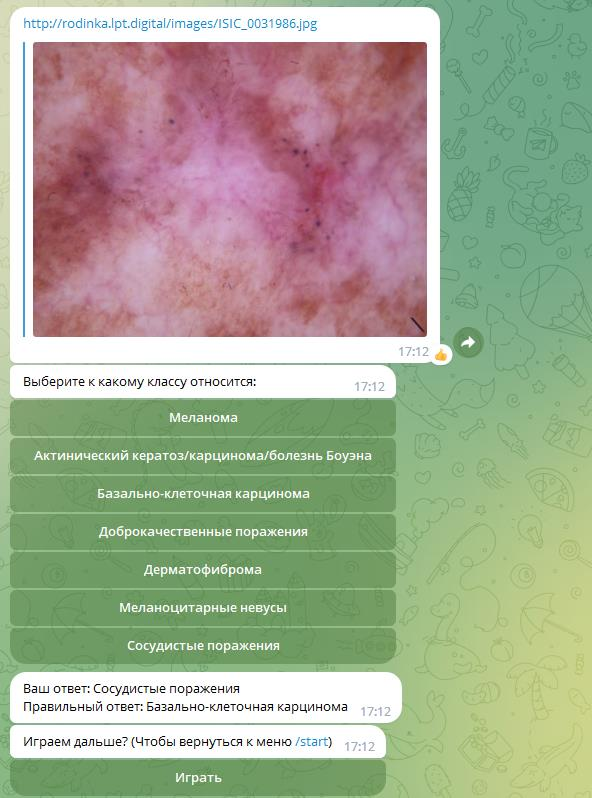 http://rodinka.lpt.digital/images/ISIC_0031986.jpg
17:12
Выберите к какому классу относится:
17:12
Меланома
Актинический кератоз/карцинома/болезнь Боуэна
Базально-клеточная карцинома
Доброкачественные поражения
Дерматофиброма
Меланоцитарные невусы
Сосудистые поражения
Ваш ответ: Сосудистые поражения
Правильный ответ: Базально-клеточная карцинома 17:12
Играем дальше? (Чтобы вернуться к меню /start) 17:12
Играть